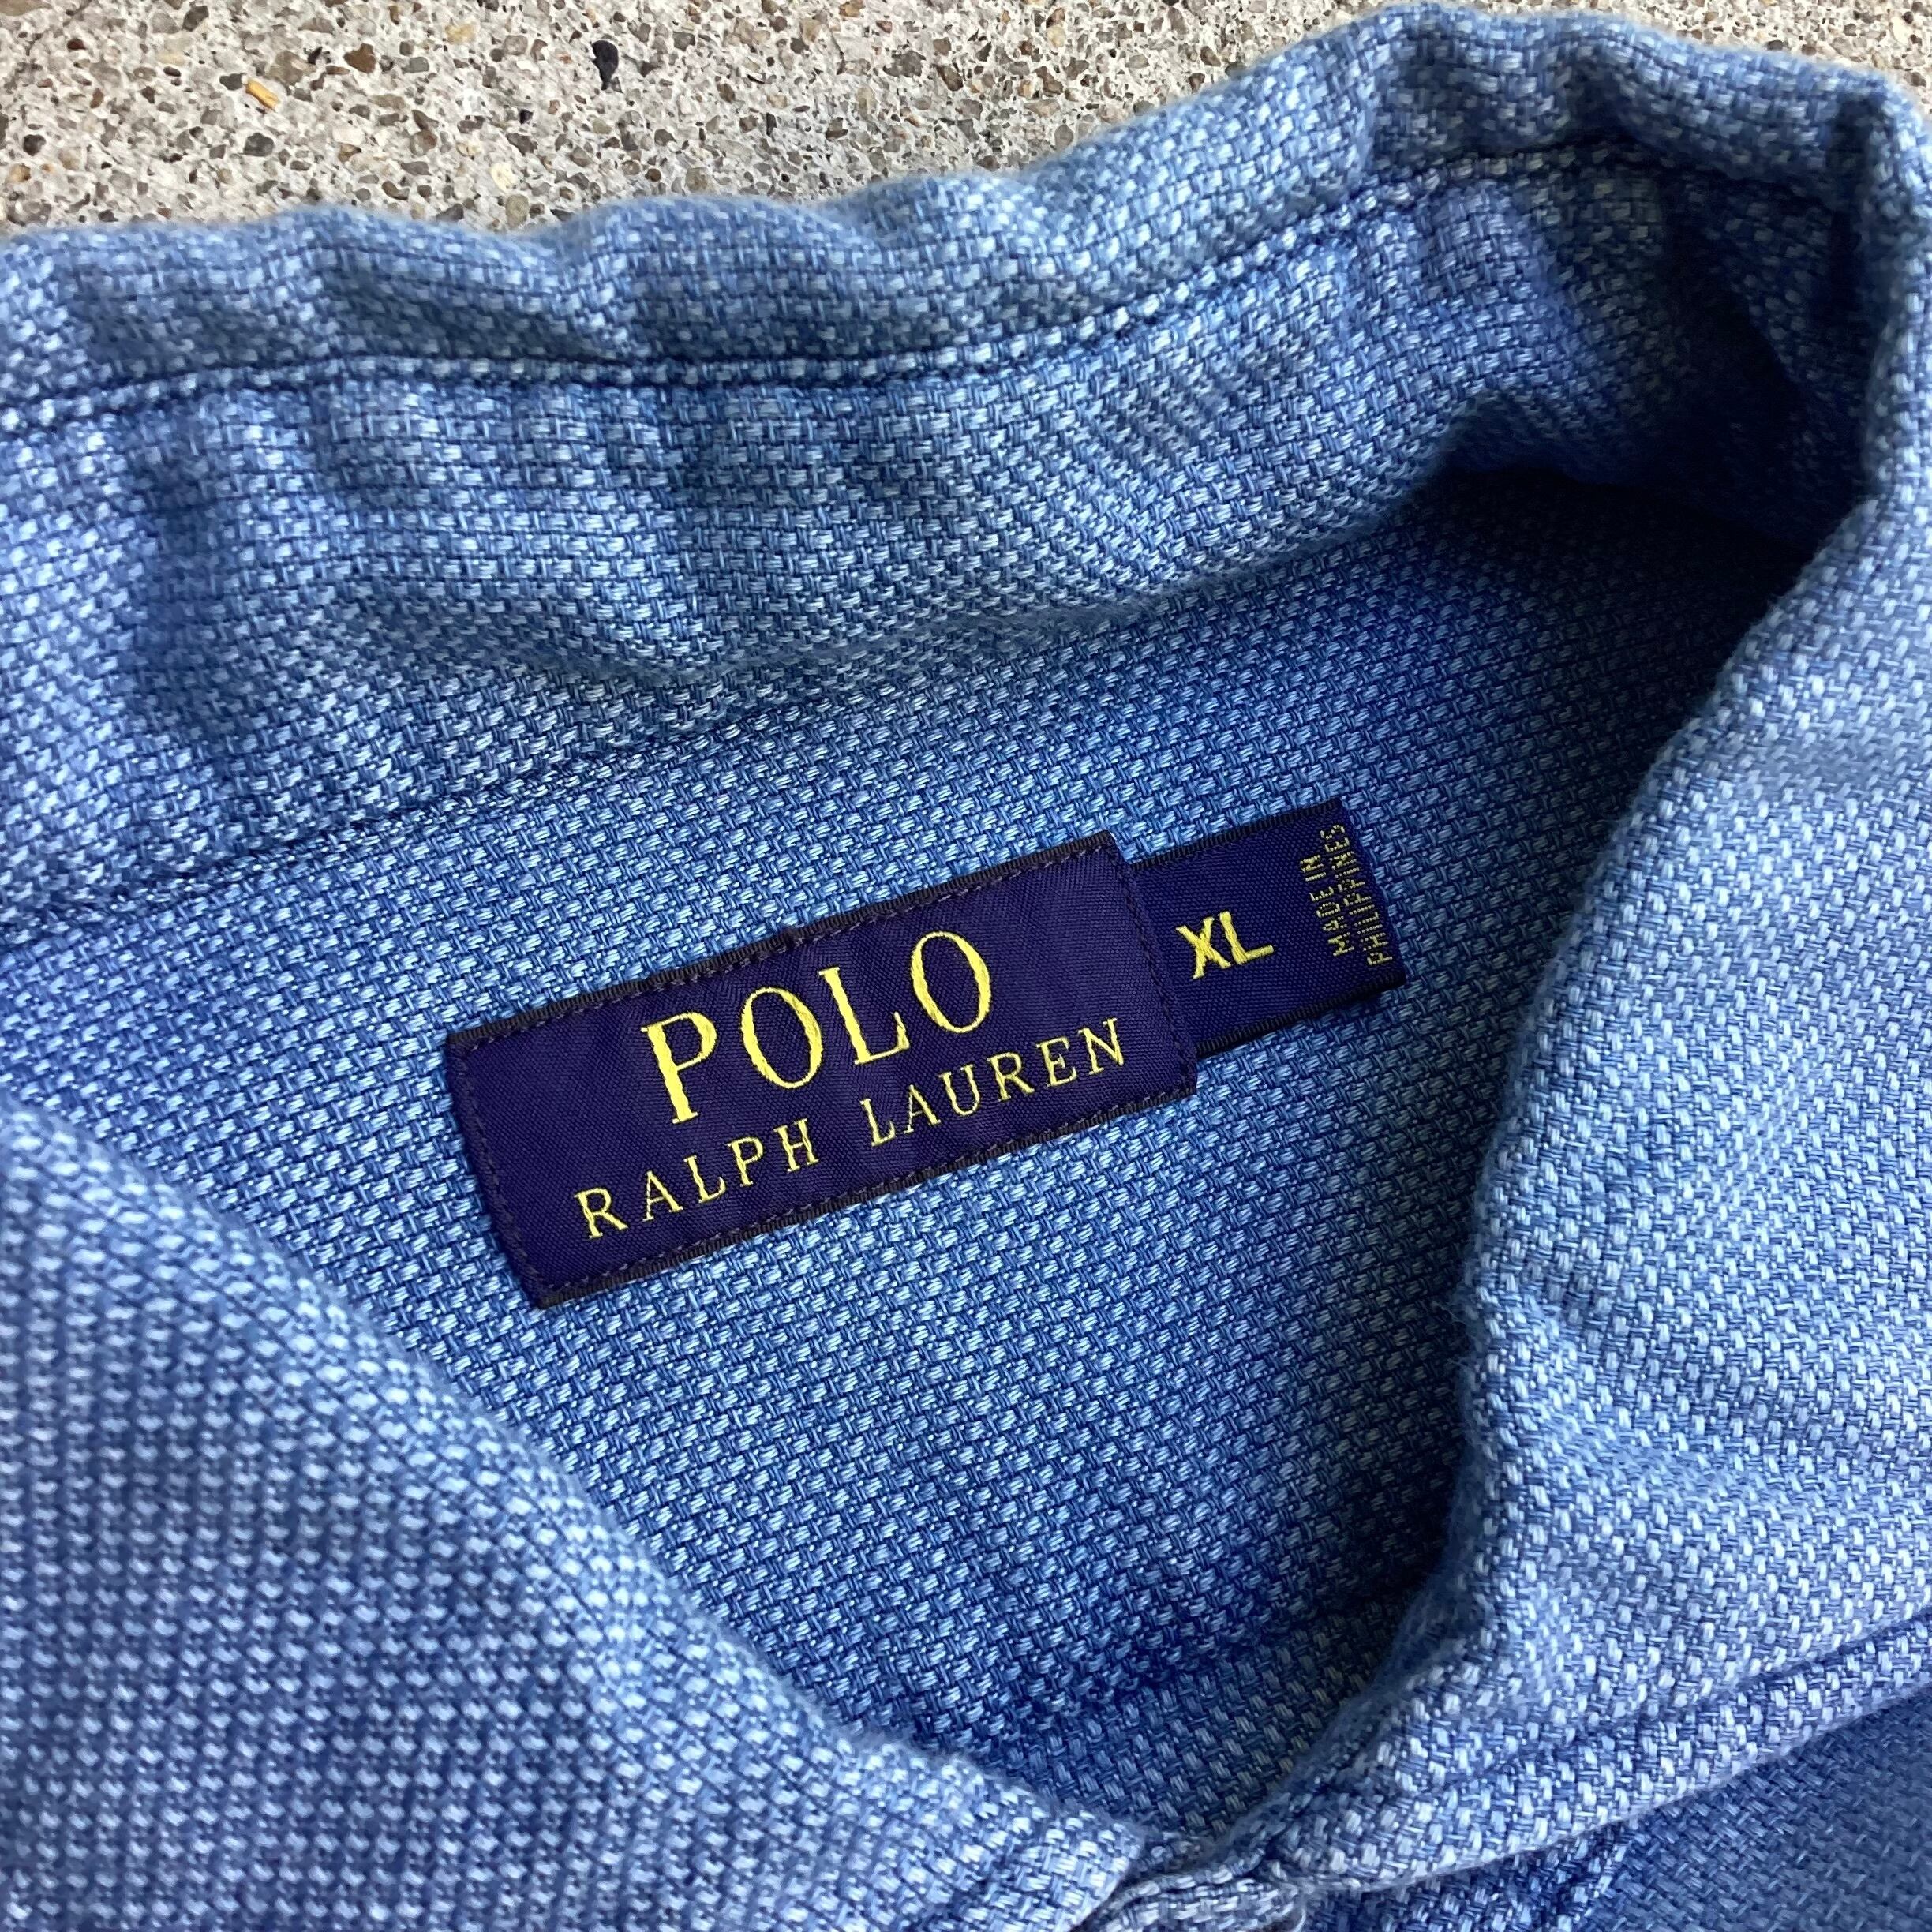 POLO
RALPH LAUREN
XL
MADE IN
PHILIPPINES